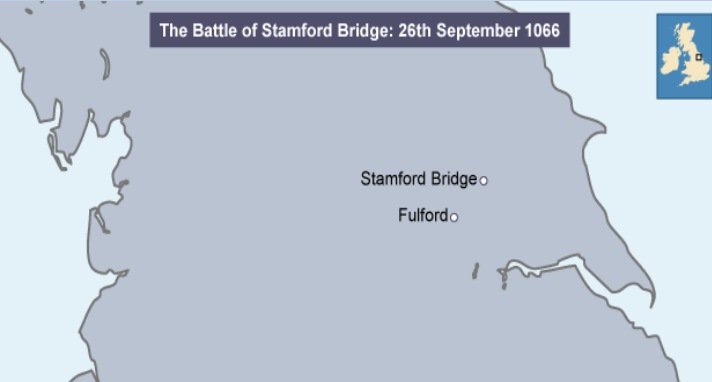 The Battle of Stamford Bridge: 26th September 1066
Stamford Bridge
Fulford